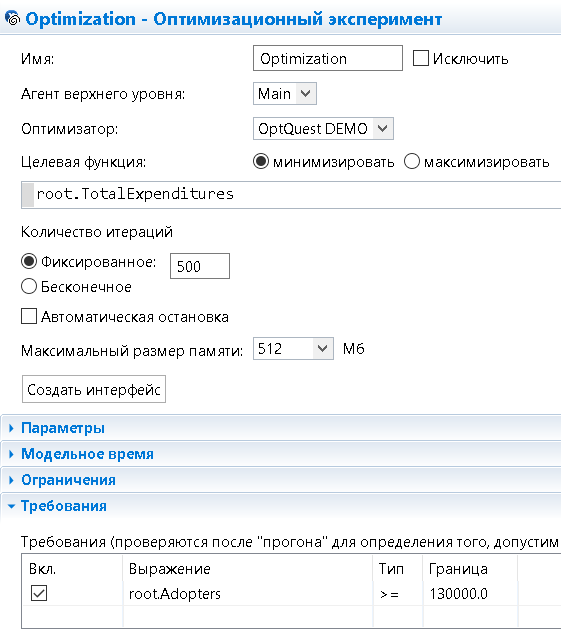 Optimization - Оптимизационный эксперимент
Имя: Optimization Исключить
Агент верхнего уровня: Main
Оптимизатор: OptQuest DEMO
Целевая функция: минимизировать максимизировать
root.TotalExpenditures
Количество итераций
Фиксированное: 500
Бесконечное
Автоматическая остановка
Максимальный размер памяти: 512 Мб
Создать интерфейс
Параметры
Модельное время
Ограничения
Требования
Требования (проверяются после "прогона" для определения того, допустим
Вкл. Выражение Тип Граница
root.Adopters >= 130000.0